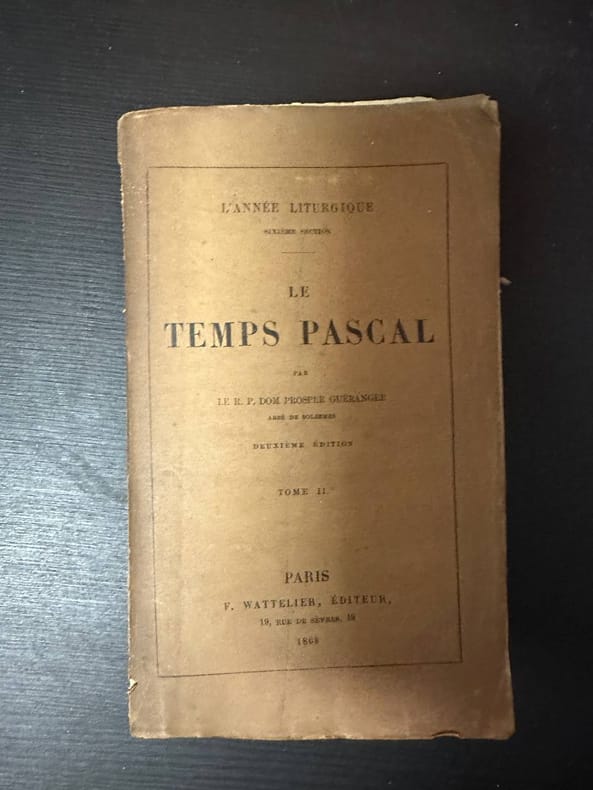 L'ANNÉE LITURGIQUE
SIXIÈME SECTION
LE
TEMPS PASCAL
PAR
LE R. P. DOM PROSPER GUÉRANGER
ABBÉ DE SOLESMES
DEUXIÈME ÉDITION
TOME II
PARIS
F. WATTELIER, ÉDITEUR,
19, RUE DE SÈVRES, 19
1868